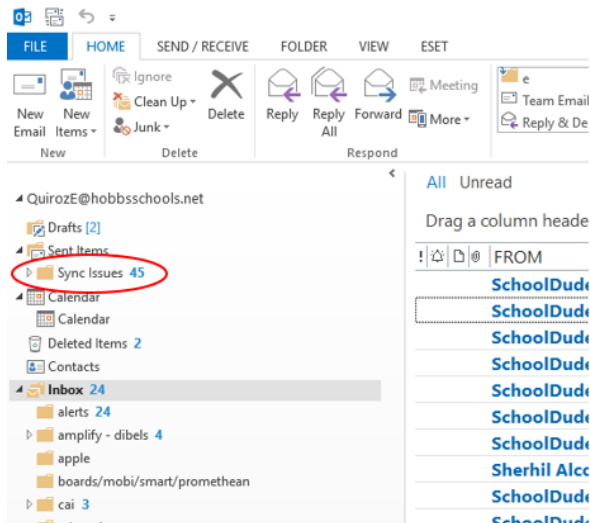 FILE HOME SEND / RECEIVE FOLDER VIEW ESET
Ignore
Clean Up
Junk
New Email
New Items
Delete
Reply
Reply All
Forward
Meeting
More
e
Team Email
Reply & De
New Delete Respond
QuirozE@hobbsschools.net
Drafts [2]
Sent Items
Sync Issues 45
Calendar
Calendar
Deleted Items 2
Contacts
Inbox 24
alerts 24
amplify - dibels 4
apple
boards/mobi/smart/promethean
cai 3
All Unread
Drag a column heade
! FROM
SchoolDude
SchoolDude
SchoolDude
SchoolDude
SchoolDude
SchoolDude
SchoolDude
Sherhil Alco
SchoolDude
SchoolDude